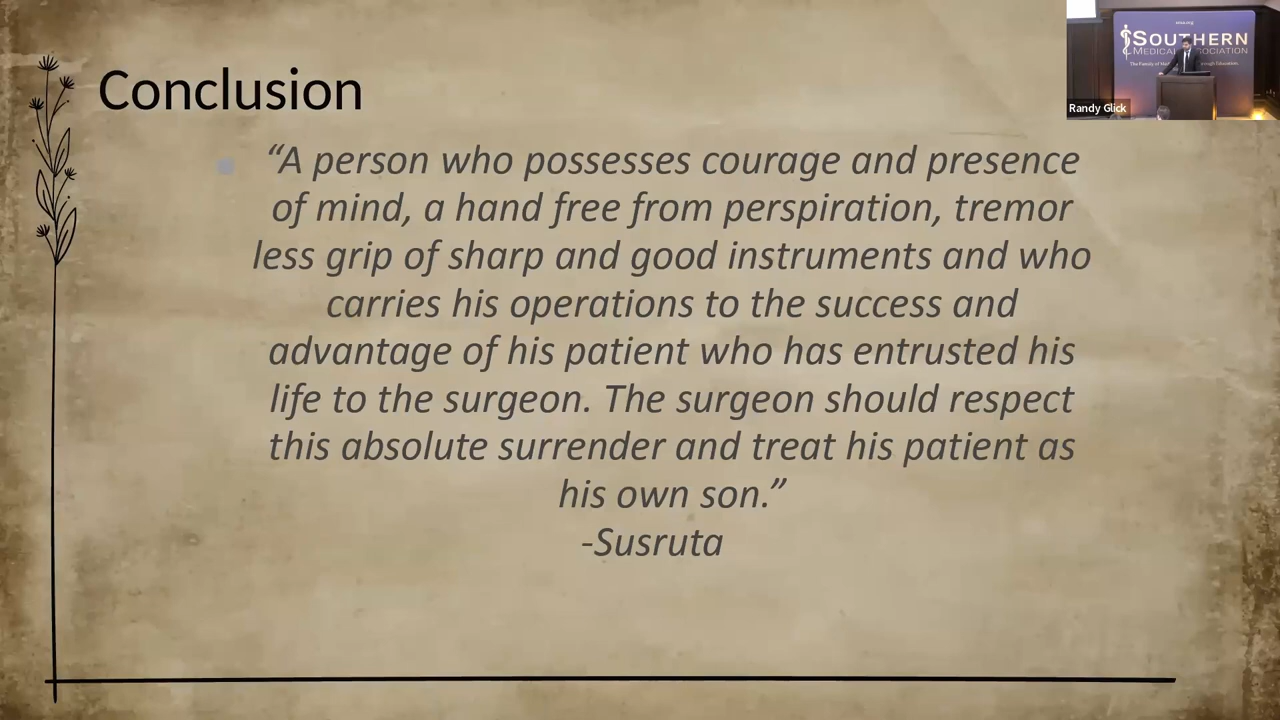 Conclusion
“A person who possesses courage and presence
of mind, a hand free from perspiration, tremor
less grip of sharp and good instruments and who
carries his operations to the success and
advantage of his patient who has entrusted his
life to the surgeon. The surgeon should respect
this absolute surrender and treat his patient as
his own son.”
-Susruta
SOUTHERN
Randy Glick